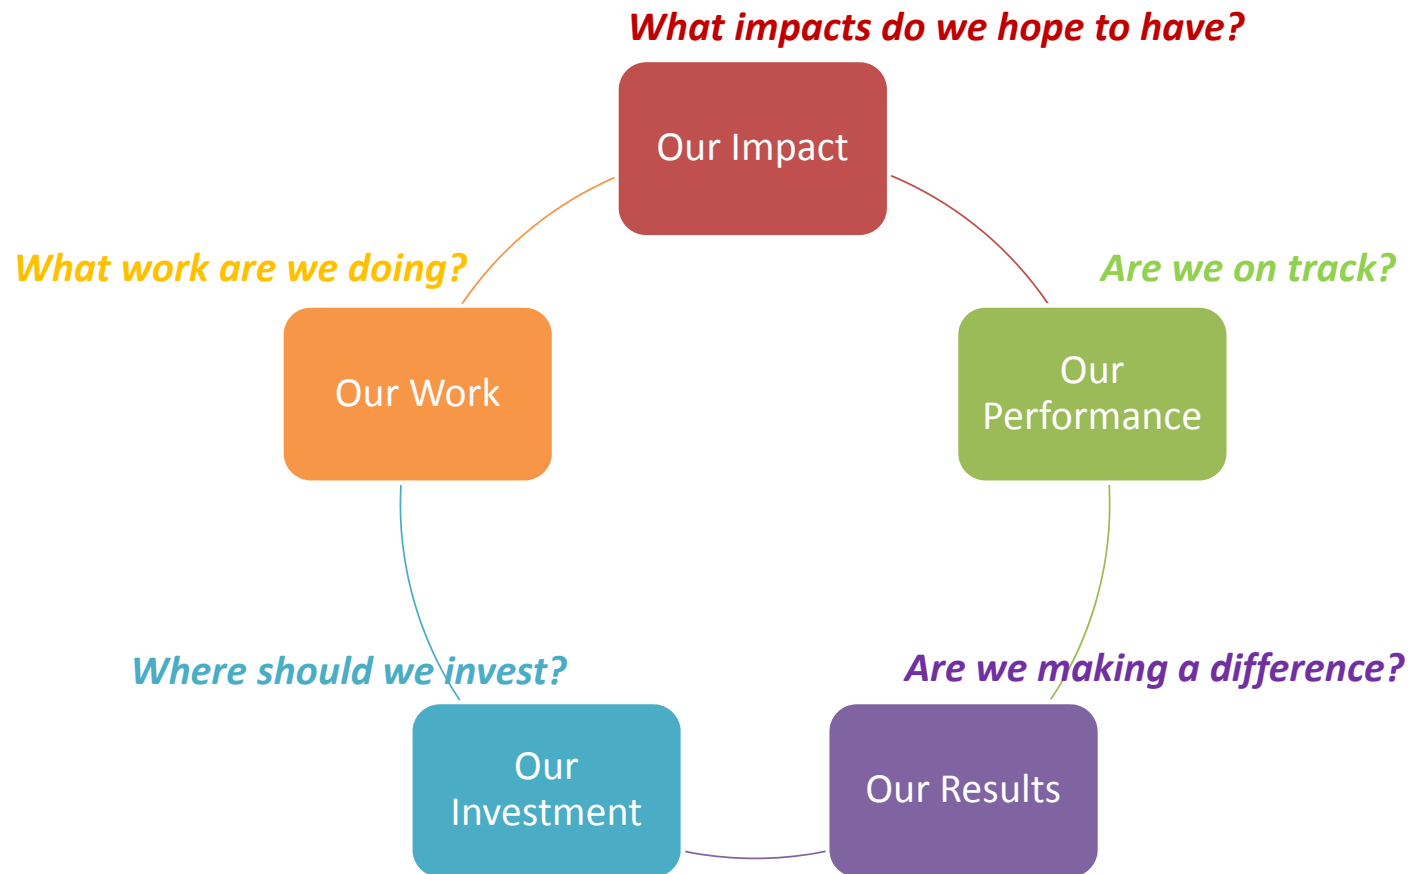 What impacts do we hope to have?
Our Impact
What work are we doing?
Are we on track?
Our Work
Our
Performance
Where should we invest?
Are we making a difference?
Our
Investment
Our Results